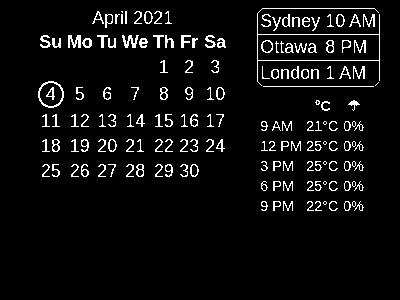 April 2021
Su Mo Tu We Th Fr Sa
1 2 3
4 5 6 7 8 9 10
11 12 13 14 15 16 17
18 19 20 21 22 23 24
25 26 27 28 29 30
Sydney 10 AM
Ottawa 8 PM
London 1 AM
°C
9 AM 21°C 0%
12 PM 25°C 0%
3 PM 25°C 0%
6 PM 25°C 0%
9 PM 22°C 0%